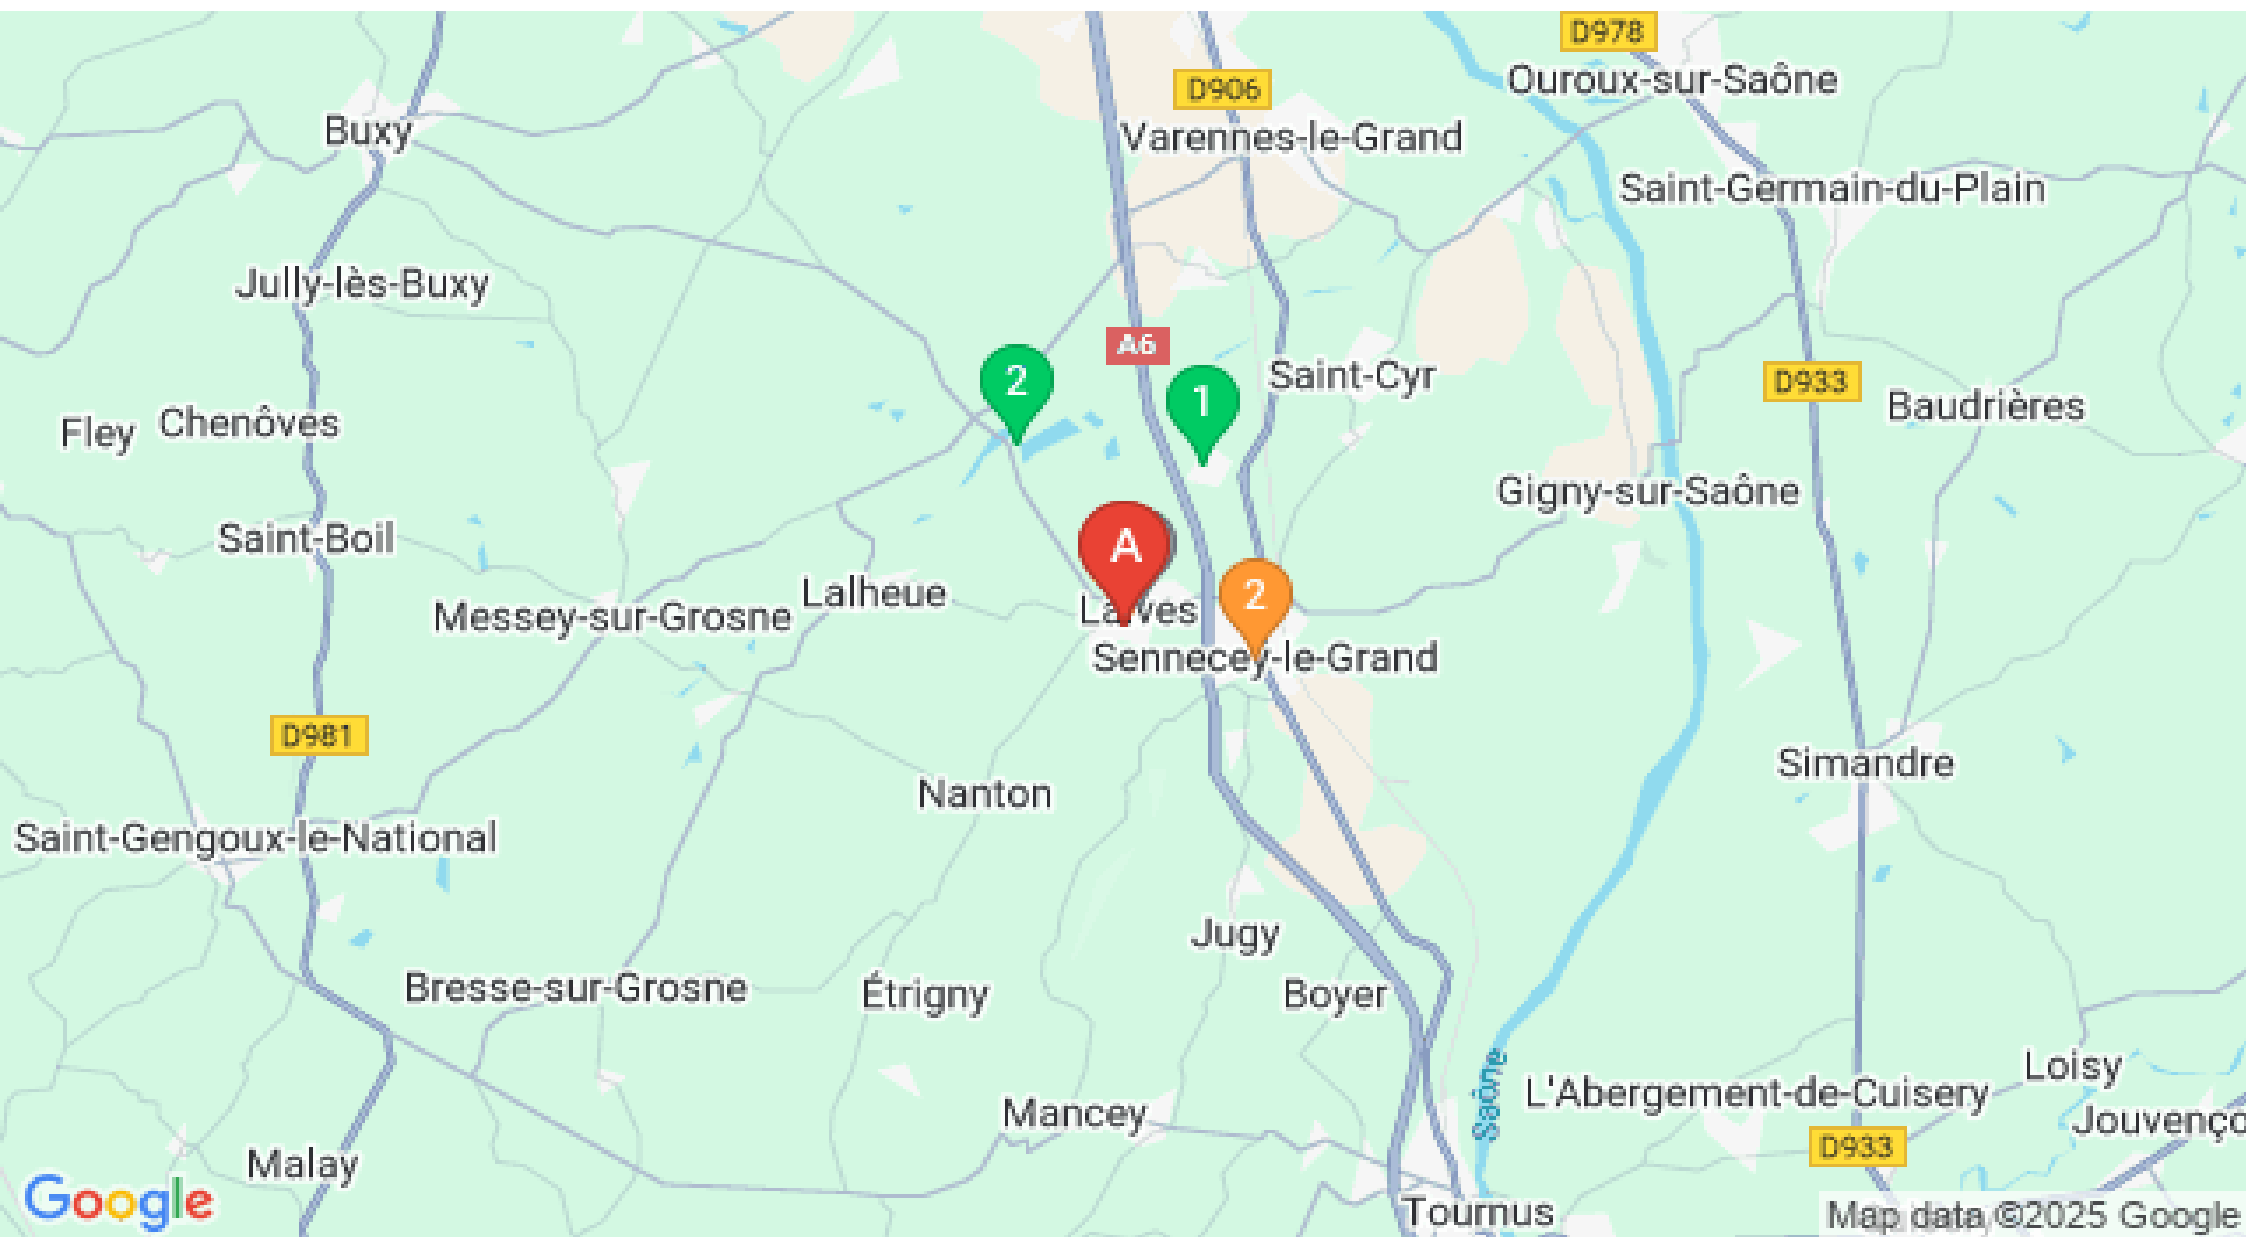 D978
Ouroux-sur-Saône
D906
Buxy
Varennes-le-Grand
Saint-Germain-du-Plain
Jully-lès-Buxy
A6
2
1
Saint-Cyr
D933
Baudrières
Fley
Chenôves
Gigny-sur-Saône
Saint-Boil
A
Lalheue
2
Messey-sur-Grosne
Laives
Sennecey-le-Grand
D981
Simandre
Nanton
Saint-Gengoux-le-National
Jugy
Bresse-sur-Grosne
Étrigny
Boyer
Saône
Loisy
L'Abergement-de-Cuisery
Mancey
Jouvenço
D933
Malay
Google
Tournus
Map data ©2025 Google